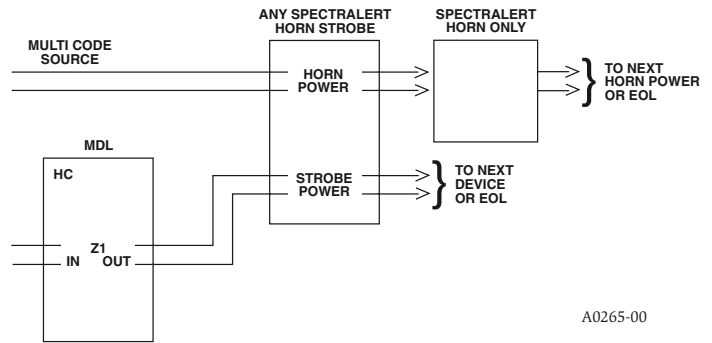 ANY SPECTRALERT
HORN STROBE
SPECTRALERT
HORN ONLY
MULTI CODE
SOURCE
HORN
POWER
TO NEXT
HORN POWER
OR EOL
MDL
HC
STROBE
POWER
TO NEXT
DEVICE
OR EOL
Z1
IN OUT
A0265-00